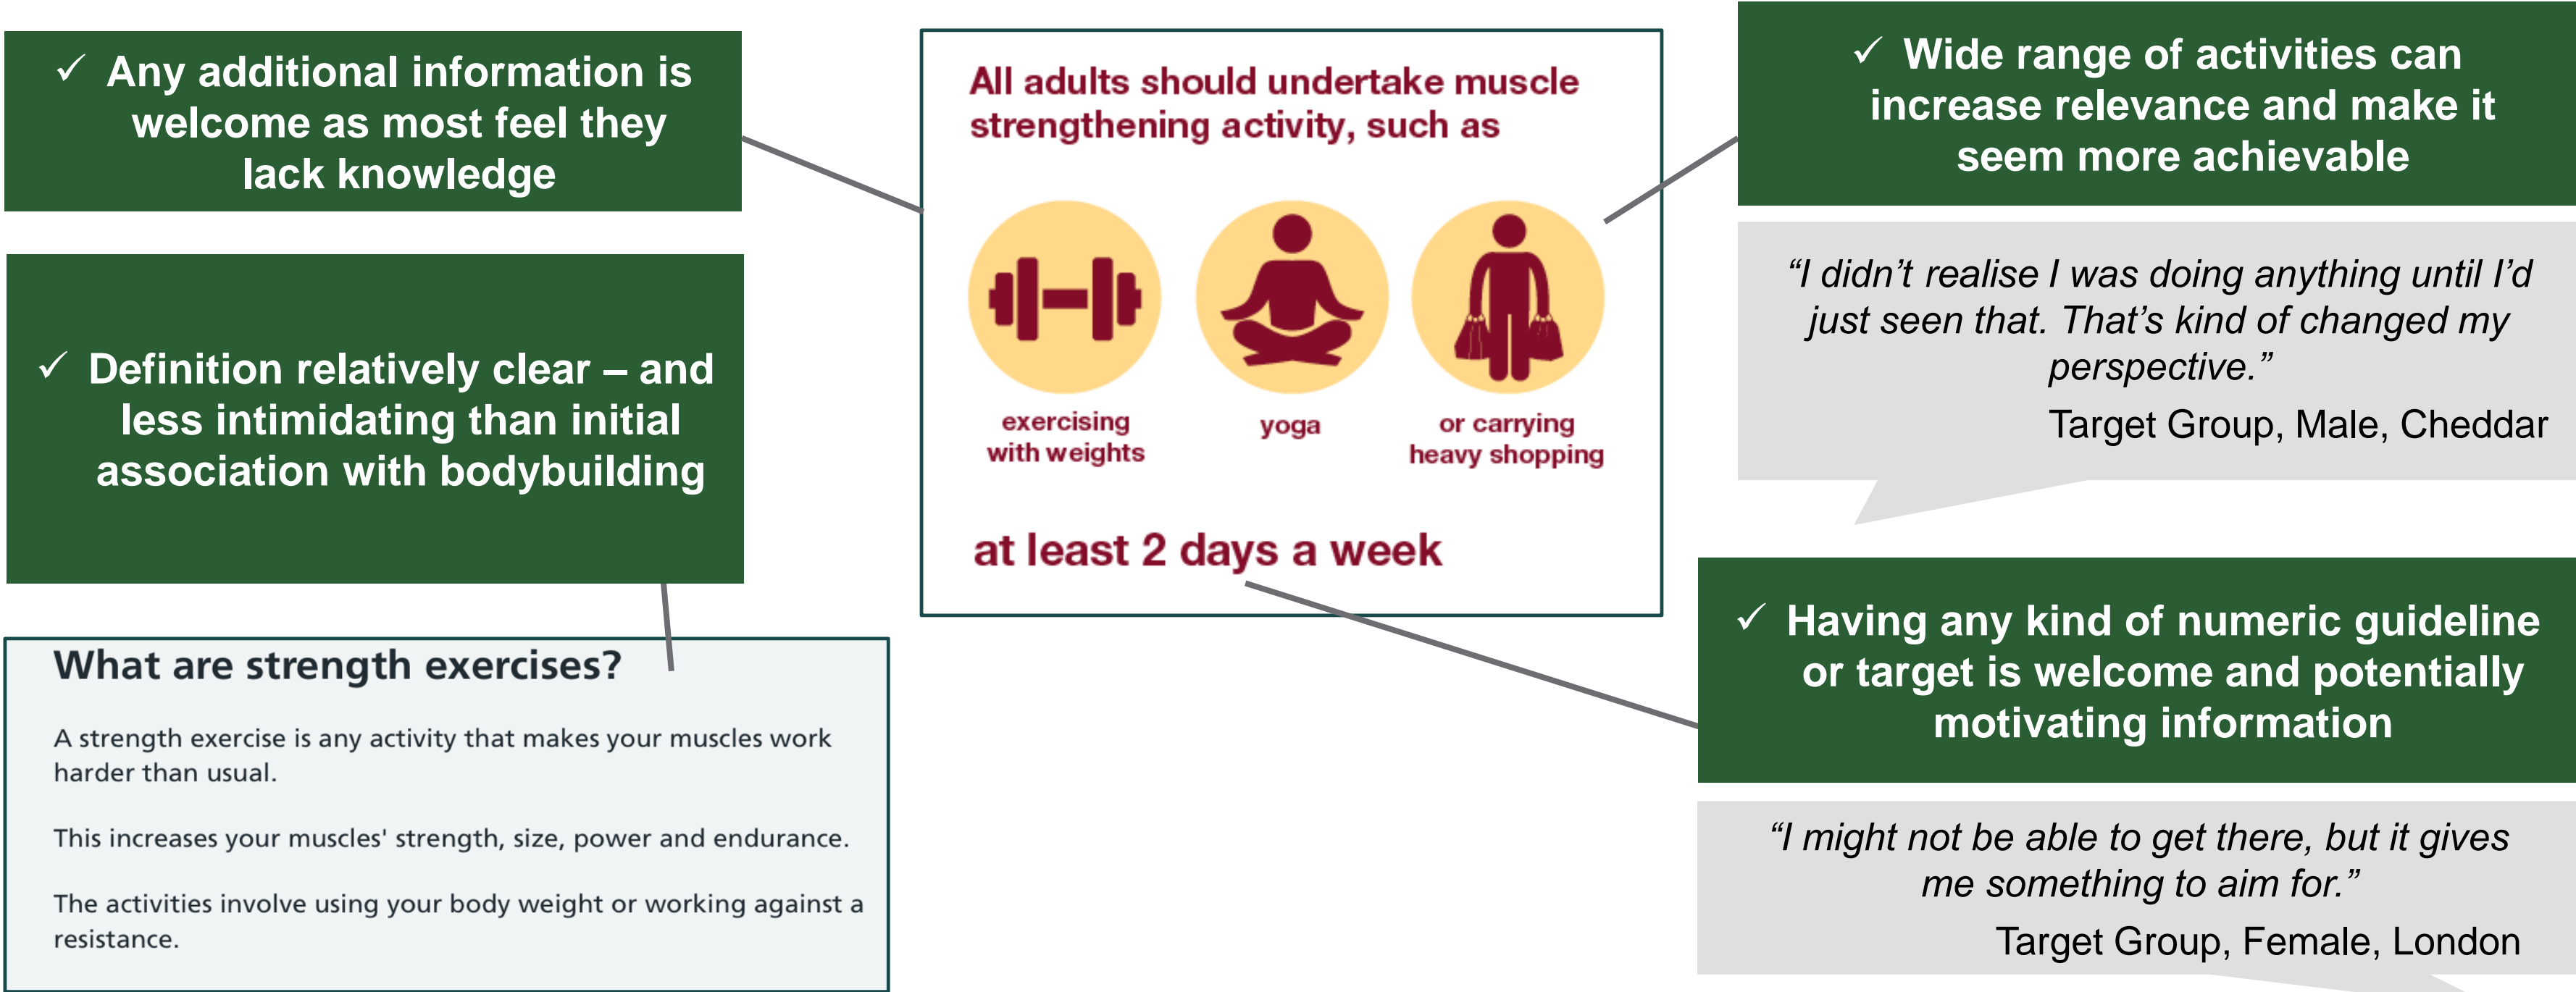 ✓ Any additional information is
welcome as most feel they
lack knowledge
✓ Definition relatively clear – and
less intimidating than initial
association with bodybuilding
What are strength exercises?
A strength exercise is any activity that makes your muscles work
harder than usual.
This increases your muscles' strength, size, power and endurance.
The activities involve using your body weight or working against a
resistance.
All adults should undertake muscle
strengthening activity, such as
exercising
with weights
yoga
or carrying
heavy shopping
at least 2 days a week
✓ Wide range of activities can
increase relevance and make it
seem more achievable
“I didn’t realise I was doing anything until I’d
just seen that. That’s kind of changed my
perspective.”
Target Group, Male, Cheddar
✓ Having any kind of numeric guideline
or target is welcome and potentially
motivating information
“I might not be able to get there, but it gives
me something to aim for.”
Target Group, Female, London